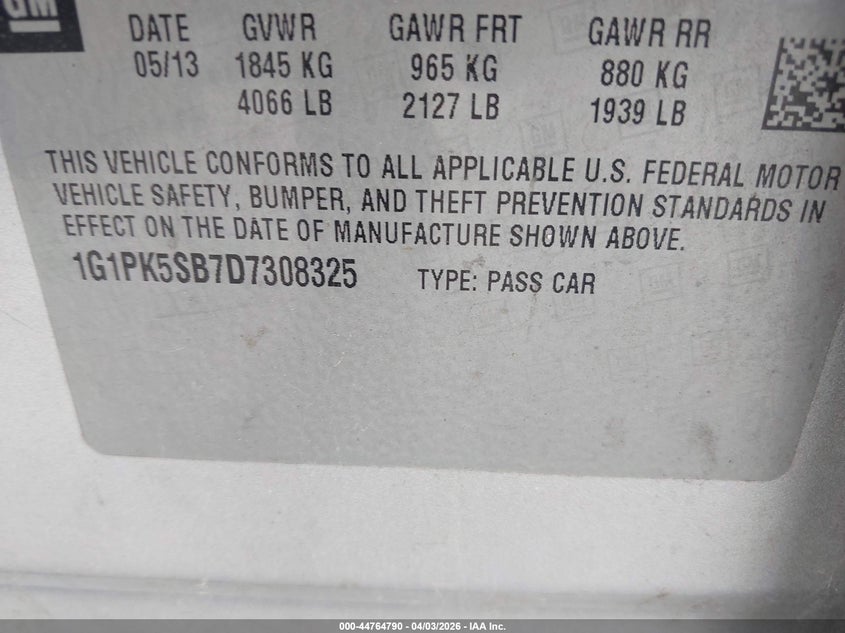 GM
DATE GVWR GAWR FRT GAWR RR
05/13 1845 KG 965 KG 880 KG
4066 LB 2127 LB 1939 LB
THIS VEHICLE CONFORMS TO ALL APPLICABLE U.S. FEDERAL MOTOR
VEHICLE SAFETY, BUMPER, AND THEFT PREVENTION STANDARDS IN
EFFECT ON THE DATE OF MANUFACTURE SHOWN ABOVE.
1G1PK5SB7D7308325 TYPE: PASS CAR
000-44764790 - 04/03/2026 - IAA Inc.